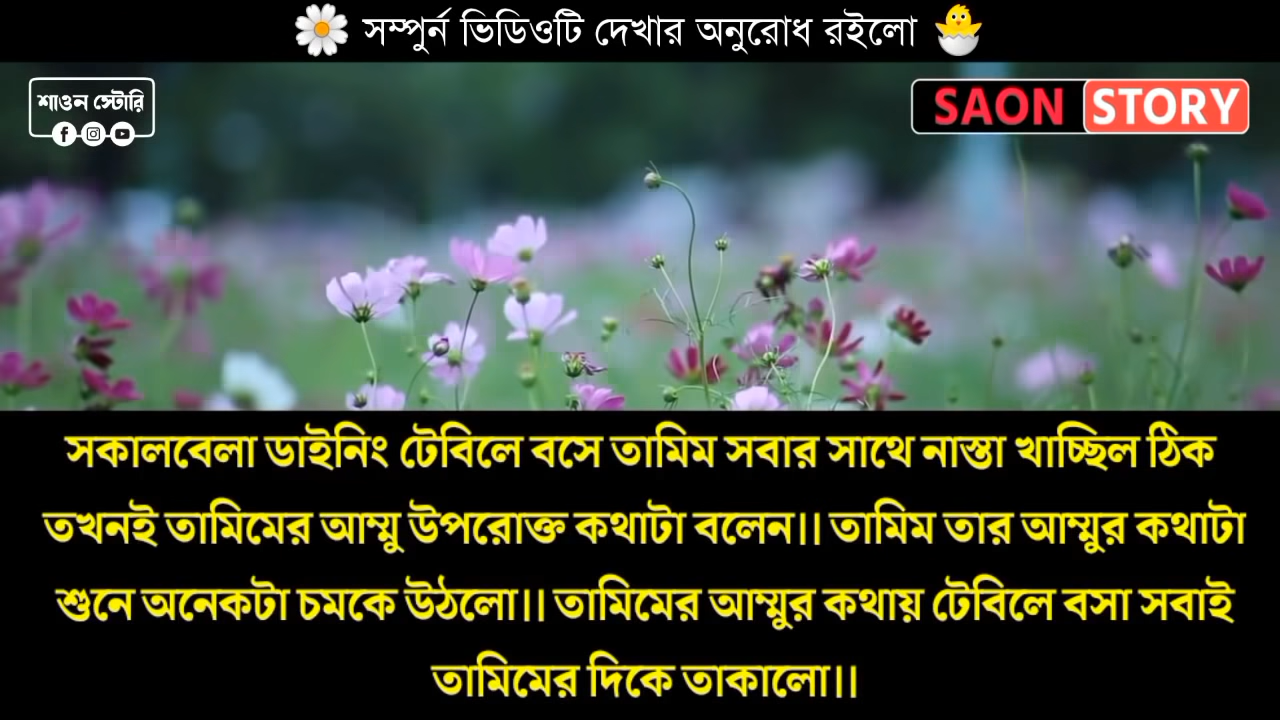 সম্পুর্ন ভিডিওটি দেখার অনুরোধ রইলো
শাওন স্টোরি
SAON STORY
সকালবেলা ডাইনিং টেবিলে বসে তামিম সবার সাথে নাস্তা খাচ্ছিল ঠিক
তখনই তামিমের আম্মু উপরোক্ত কথাটা বলেন।। তামিম তার আম্মুর কথাটা
শুনে অনেকটা চমকে উঠলো।। তামিমের আম্মুর কথায় টেবিলে বসা সবাই
তামিমের দিকে তাকালো।।